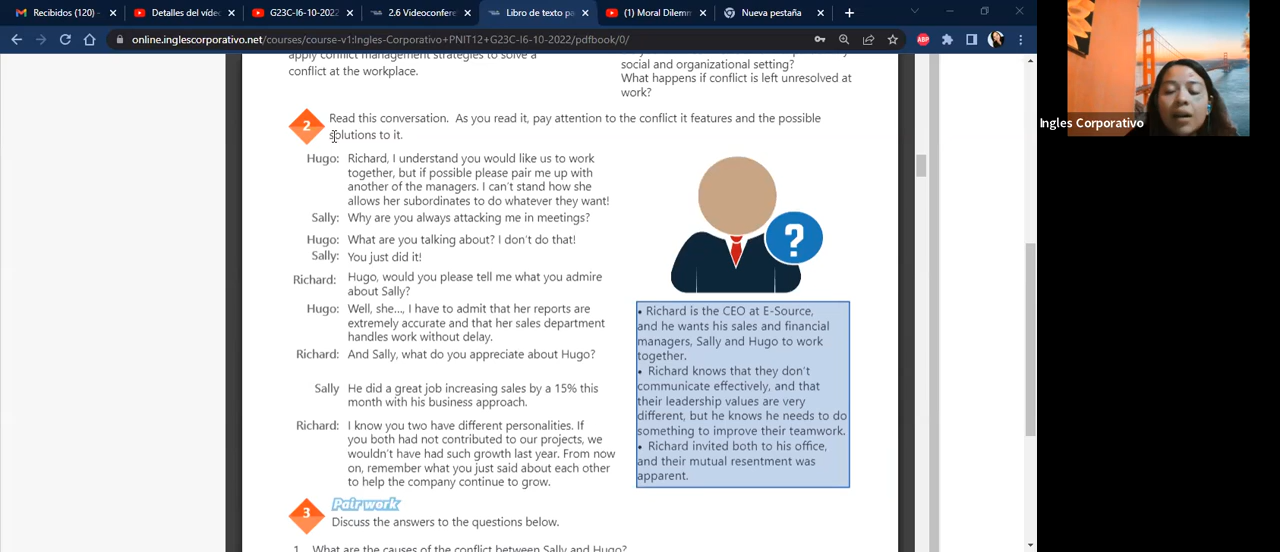 Recibidos (120) -
Detalles del víde
G23C-I6-10-2022
2.6 Videoconfere
Libro de texto pa
(1) Moral Dilemm
Nueva pestaña
online.inglescorporativo.net/courses/course-v1:Ingles-Corporativo+PNIT12+G23C-I6-10-2022/pdfbook/0/
ABP
apply conflict management strategies to solve a
conflict at the workplace.
social and organizational setting?
What happens if conflict is left unresolved at
work?
2
Read this conversation. As you read it, pay attention to the conflict it features and the possible
solutions to it.
Hugo: Richard, I understand you would like us to work
together, but if possible please pair me up with
another of the managers. I can't stand how she
allows her subordinates to do whatever they want!
Sally: Why are you always attacking me in meetings?
Hugo: What are you talking about? I don't do that!
Sally: You just did it!
Richard: Hugo, would you please tell me what you admire
about Sally?
Hugo: Well, she..., I have to admit that her reports are
extremely accurate and that her sales department
handles work without delay.
Richard: And Sally, what do you appreciate about Hugo?
Sally He did a great job increasing sales by a 15% this
month with his business approach.
Richard: I know you two have different personalities. If
you both had not contributed to our projects, we
wouldn't have had such growth last year. From now
on, remember what you just said about each other
to help the company continue to grow.
?
• Richard is the CEO at E-Source,
and he wants his sales and financial
managers, Sally and Hugo to work
together.
• Richard knows that they don't
communicate effectively, and that
their leadership values are very
different, but he knows he needs to do
something to improve their teamwork.
• Richard invited both to his office,
and their mutual resentment was
apparent.
3
Pair work
Discuss the answers to the questions below.
1. What are the causes of the conflict between Sally and Hugo?
Ingles Corporativo